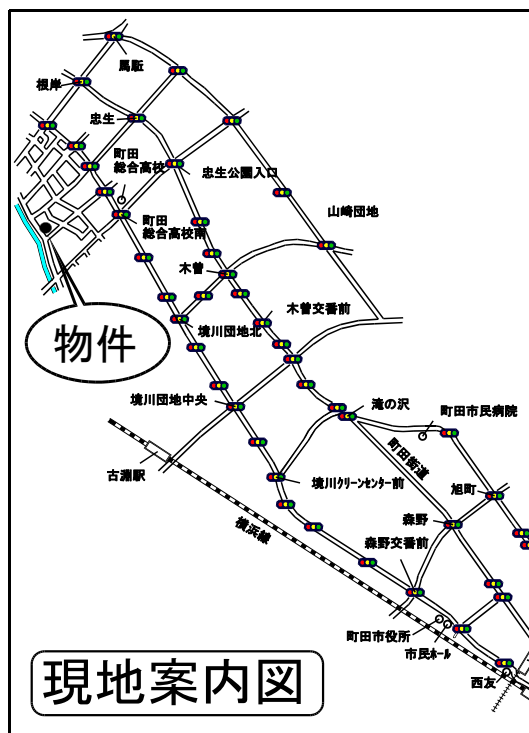 馬駈
根岸
忠生
町田
総合高校
忠生公園入口
山崎団地
町田
総合高校南
木曽
木曽交番前
境川団地北
物件
境川団地中央
滝の沢
町田市民病院
町田街道
古淵駅
境川クリーンセンター前
旭町
横浜線
森野
森野交番前
町田市役所
市民ホール
西友
現地案内図